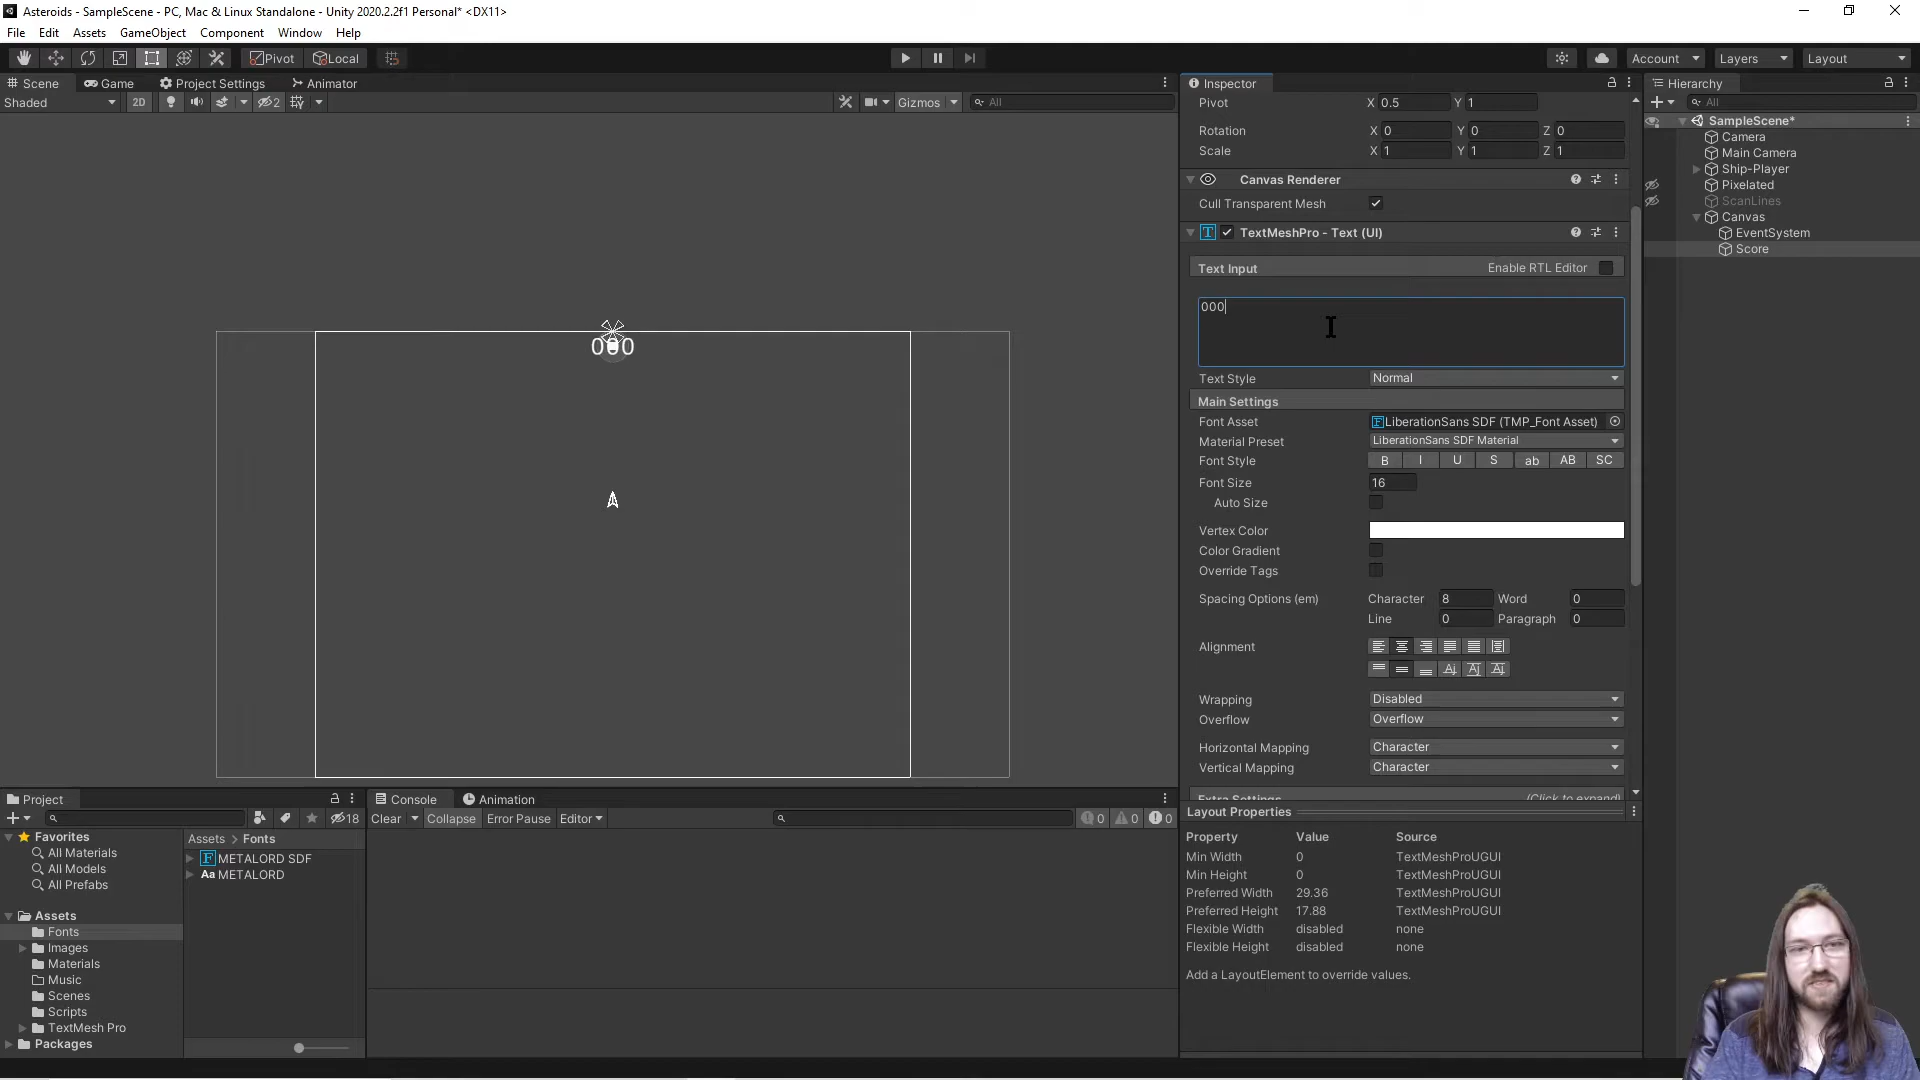 Asteroids - SampleScene - PC, Mac & Linux Standalone - Unity 2020.2.2f1 Personal* <DX11>
File Edit Assets GameObject Component Window Help
Pivot Local Account Layers Layout
Scene Game Project Settings Animator
Shaded 2D 2 Gizmos All
000
Inspector
Pivot X 0.5 Y 1
Rotation X 0 Y 0 Z 0
Scale X 1 Y 1 Z 1
Canvas Renderer
Cull Transparent Mesh
TextMeshPro - Text (UI)
Text Input Enable RTL Editor
000
Text Style Normal
Main Settings
Font Asset LiberationSans SDF (TMP_Font Asset)
Material Preset LiberationSans SDF Material
Font Style B I U S ab AB SC
Font Size 16
Auto Size
Vertex Color
Color Gradient
Override Tags
Spacing Options (em) Character 8 Word 0
Line 0 Paragraph 0
Alignment
Wrapping Disabled
Overflow Overflow
Horizontal Mapping Character
Vertical Mapping Character
Extra Settings (Click to expand)
Layout Properties
Property Value Source
Min Width 0 TextMeshProUGUI
Min Height 0 TextMeshProUGUI
Preferred Width 29.36 TextMeshProUGUI
Preferred Height 17.88 TextMeshProUGUI
Flexible Width disabled none
Flexible Height disabled none
Add a LayoutElement to override values.
Hierarchy
All
SampleScene*
Camera
Main Camera
Ship-Player
Pixelated
ScanLines
Canvas
EventSystem
Score
Project
18
Favorites
All Materials
All Models
All Prefabs
Assets
Fonts
Images
Materials
Music
Scenes
Scripts
TextMesh Pro
Packages
Assets > Fonts
METALORD SDF
Aa METALORD
Console Animation
Clear Collapse Error Pause Editor 0 0 0